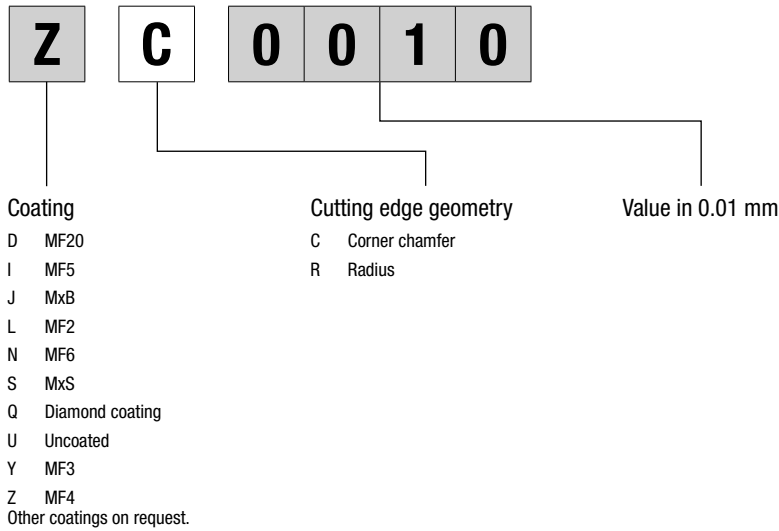 Z C 0 0 1 0
Coating
D MF20
I MF5
J MxB
L MF2
N MF6
S MxS
Q Diamond coating
U Uncoated
Y MF3
Z MF4
Other coatings on request.
Cutting edge geometry
C Corner chamfer
R Radius
Value in 0.01 mm